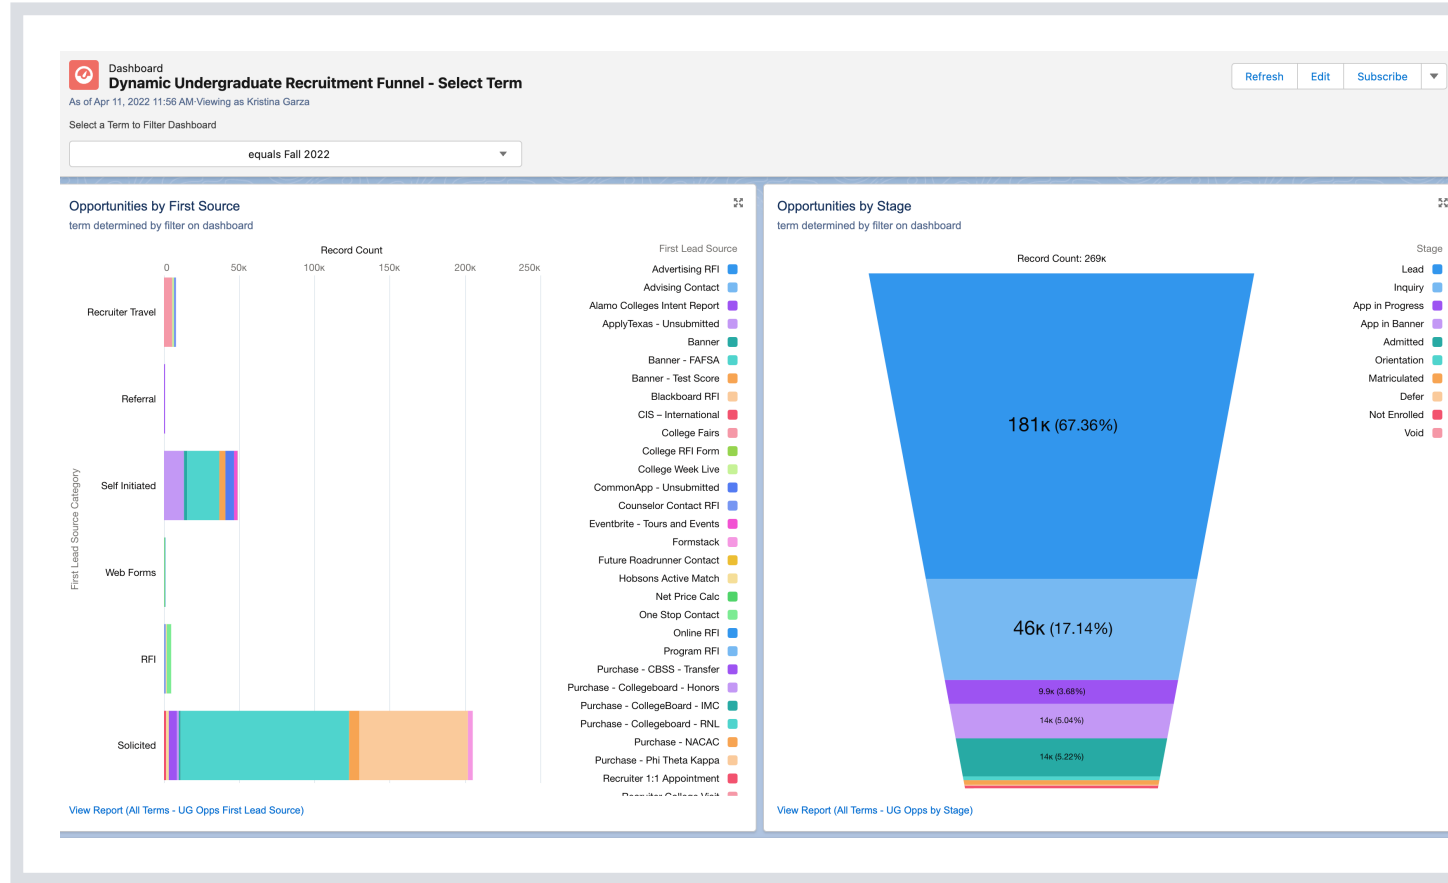 Dashboard
Dynamic Undergraduate Recruitment Funnel - Select Term
As of Apr 11, 2022 11:56 AM·Viewing as Kristina Garza
Refresh
Edit
Subscribe
Select a Term to Filter Dashboard
equals Fall 2022
Opportunities by First Source
term determined by filter on dashboard
Record Count
0
50K
100K
150K
200K
250K
First Lead Source Category
Recruiter Travel
Referral
Self Initiated
Web Forms
RFI
Solicited
First Lead Source
Advertising RFI
Advising Contact
Alamo Colleges Intent Report
ApplyTexas - Unsubmitted
Banner
Banner - FAFSA
Banner - Test Score
Blackboard RFI
CIS – International
College Fairs
College RFI Form
College Week Live
CommonApp - Unsubmitted
Counselor Contact RFI
Eventbrite - Tours and Events
Formstack
Future Roadrunner Contact
Hobsons Active Match
Net Price Calc
One Stop Contact
Online RFI
Program RFI
Purchase - CBSS - Transfer
Purchase - Collegeboard - Honors
Purchase - CollegeBoard - IMC
Purchase - Collegeboard - RNL
Purchase - NACAC
Purchase - Phi Theta Kappa
Recruiter 1:1 Appointment
Recruiter College Visit
View Report (All Terms - UG Opps First Lead Source)
Opportunities by Stage
term determined by filter on dashboard
Record Count: 269K
181K (67.36%)
46K (17.14%)
9.9K (3.68%)
14K (5.04%)
14K (5.22%)
Stage
Lead
Inquiry
App in Progress
App in Banner
Admitted
Orientation
Matriculated
Defer
Not Enrolled
Void
View Report (All Terms - UG Opps by Stage)